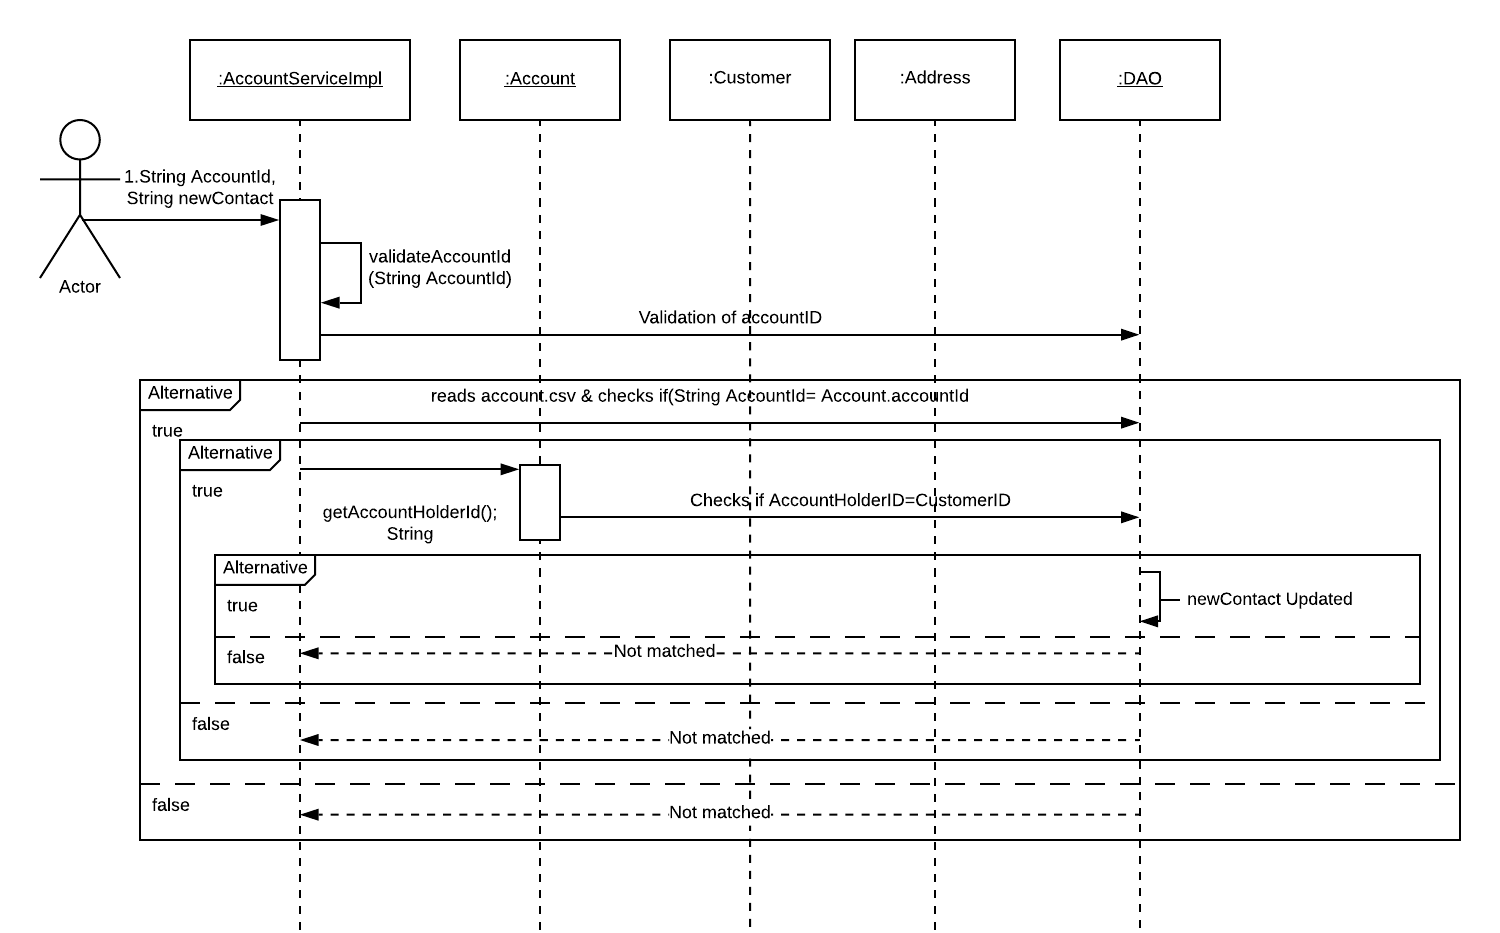 :AccountServiceImpl
:Account
:Customer
:Address
:DAO
1.String AccountId,
String newContact
Actor
validateAccountId
(String AccountId)
Validation of accountID
Alternative
reads account.csv & checks if(String AccountId= Account.accountId
true
Alternative
true
Checks if AccountHolderID=CustomerID
getAccountHolderId();
String
Alternative
true
newContact Updated
false
Not matched
false
Not matched
false
Not matched